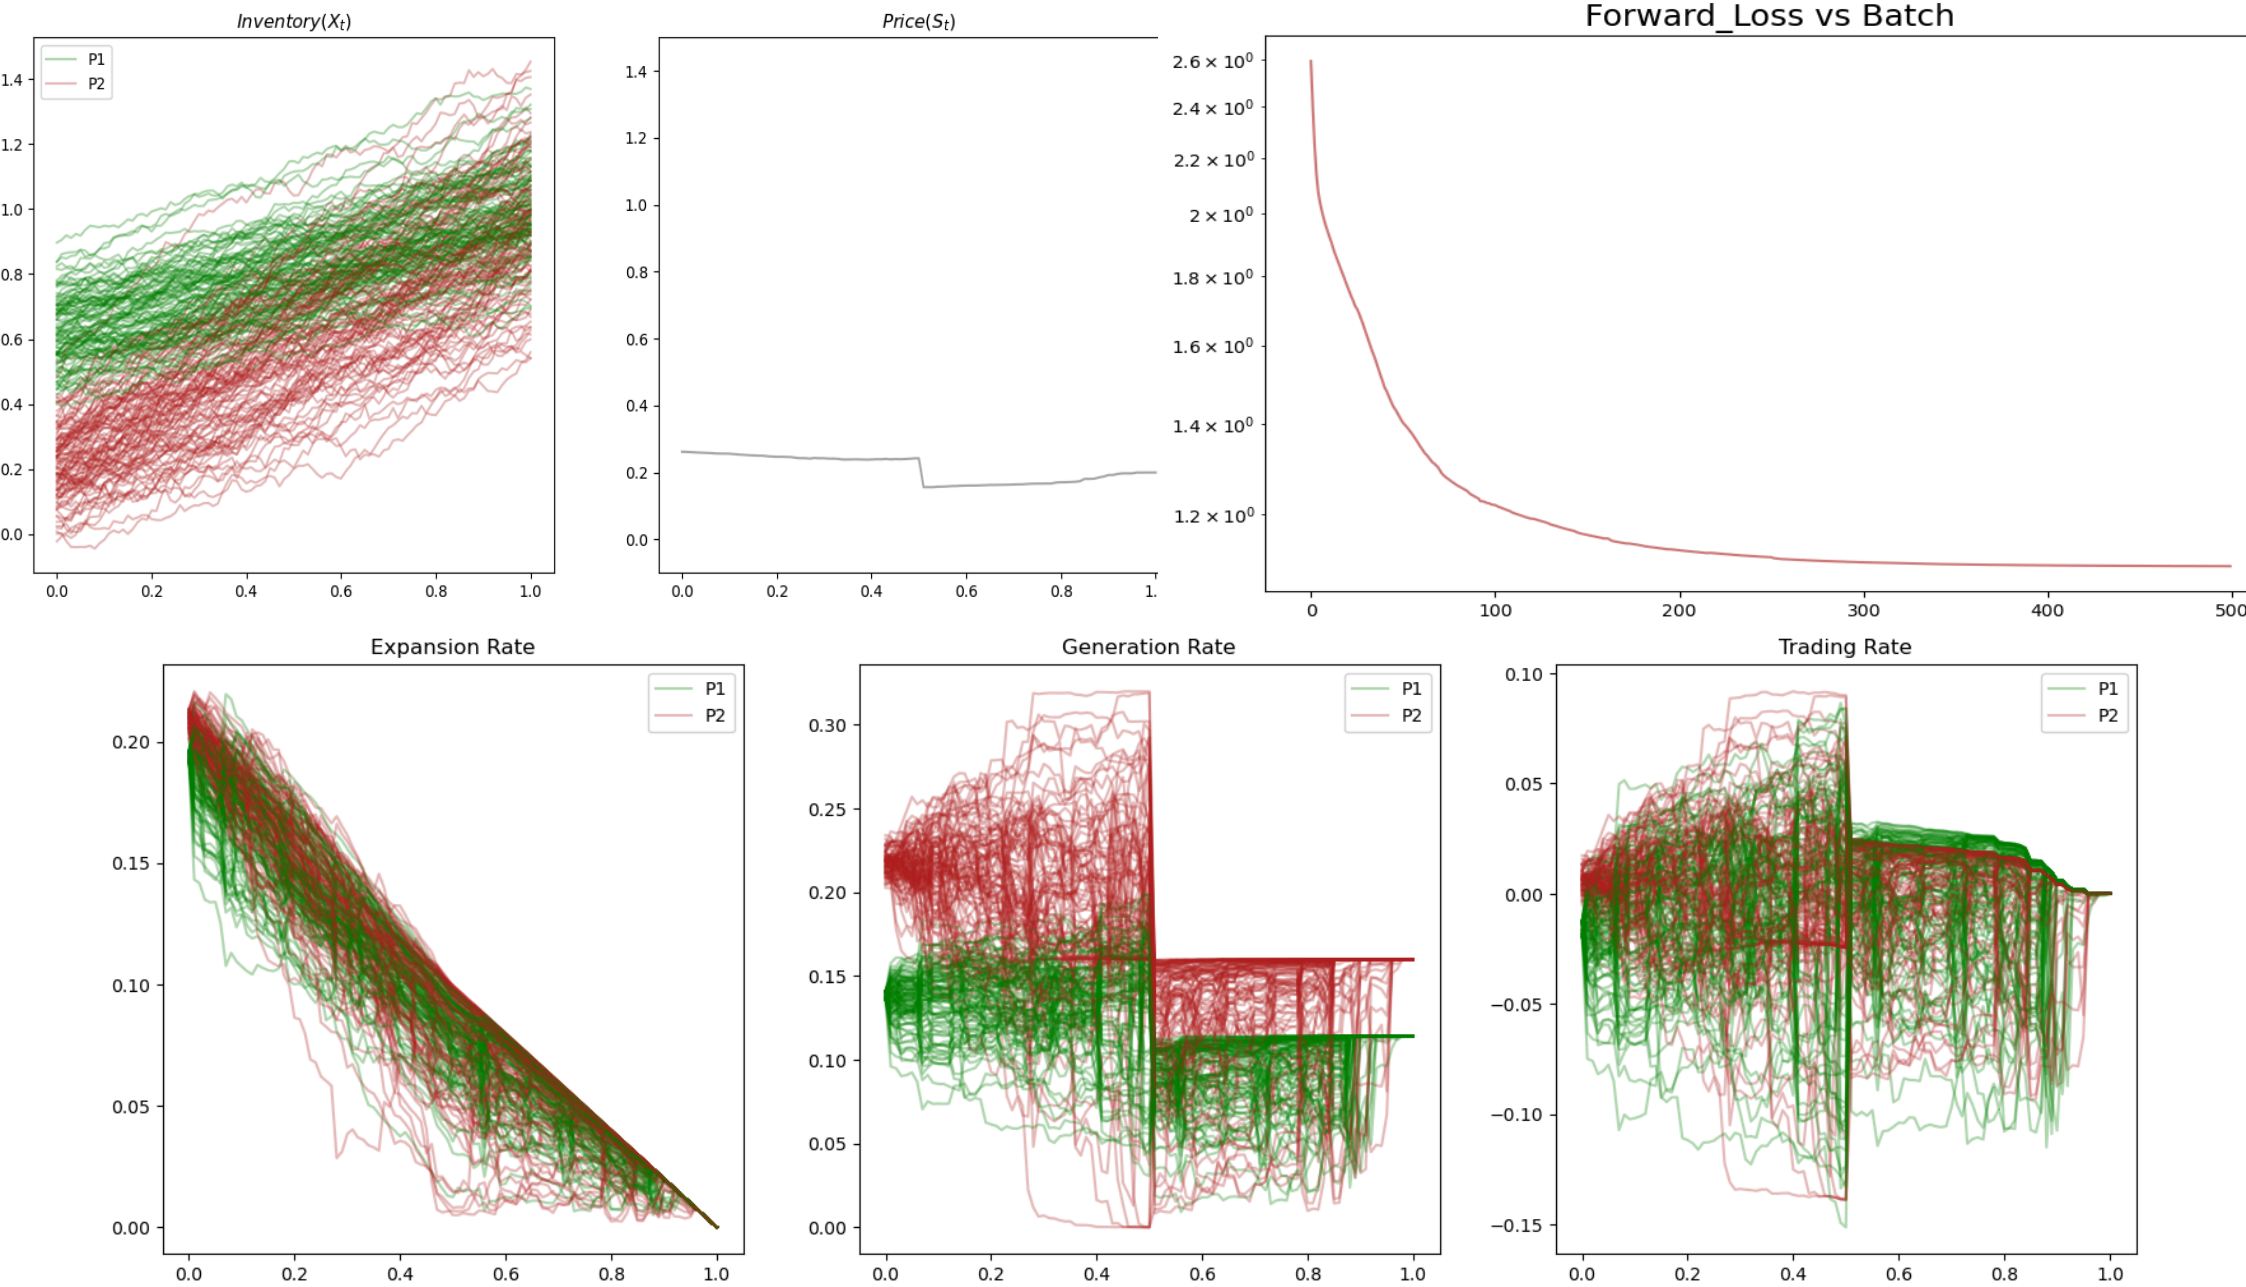 Inventory(Xt)
P1
P2
1.4
1.2
1.0
0.8
0.6
0.4
0.2
0.0
0.0 0.2 0.4 0.6 0.8 1.0
Price(St)
1.4
1.2
1.0
0.8
0.6
0.4
0.2
0.0
0.0 0.2 0.4 0.6 0.8 1.
Forward_Loss vs Batch
2.6 × 10⁰
2.4 × 10⁰
2.2 × 10⁰
2 × 10⁰
1.8 × 10⁰
1.6 × 10⁰
1.4 × 10⁰
1.2 × 10⁰
0 100 200 300 400 500
Expansion Rate
P1
P2
0.20
0.15
0.10
0.05
0.00
0.0 0.2 0.4 0.6 0.8 1.0
Generation Rate
P1
P2
0.30
0.25
0.20
0.15
0.10
0.05
0.00
0.0 0.2 0.4 0.6 0.8 1.0
Trading Rate
P1
P2
0.10
0.05
0.00
−0.05
−0.10
−0.15
0.0 0.2 0.4 0.6 0.8 1.0